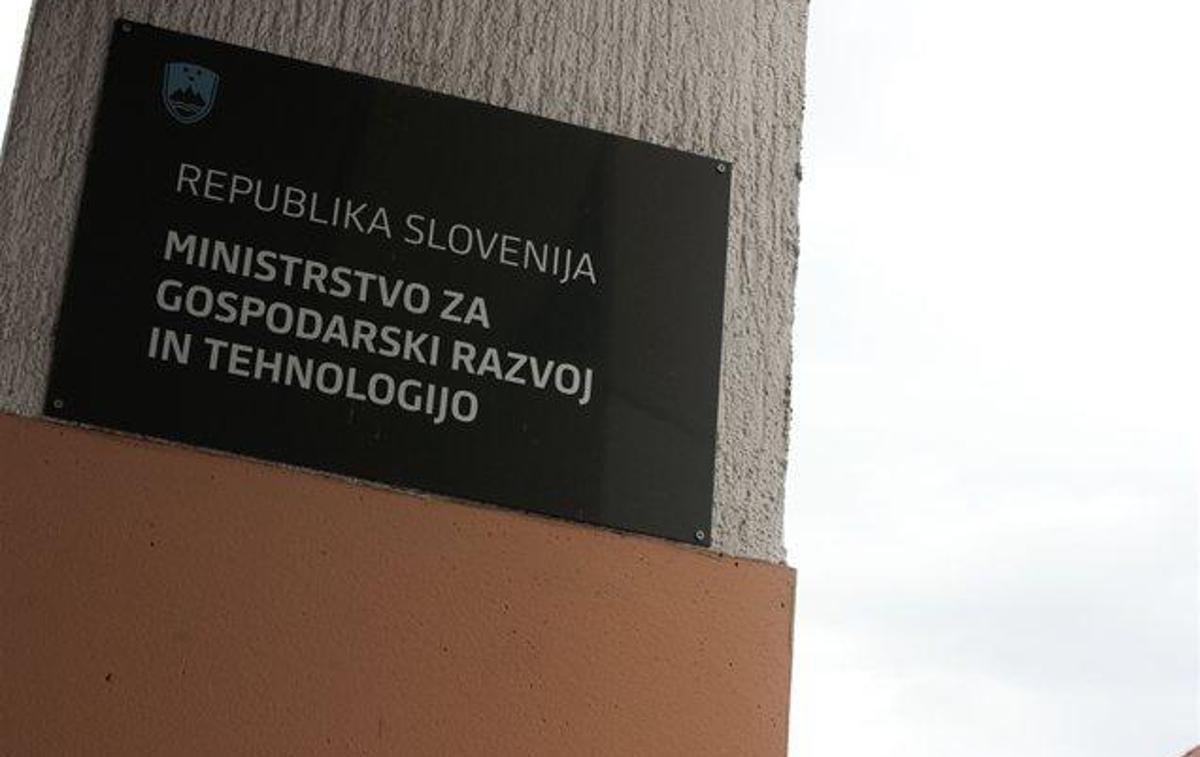 REPUBLIKA SLOVENIJA
MINISTRSTVO ZA
GOSPODARSKI RAZVOJ
IN TEHNOLOGIJO